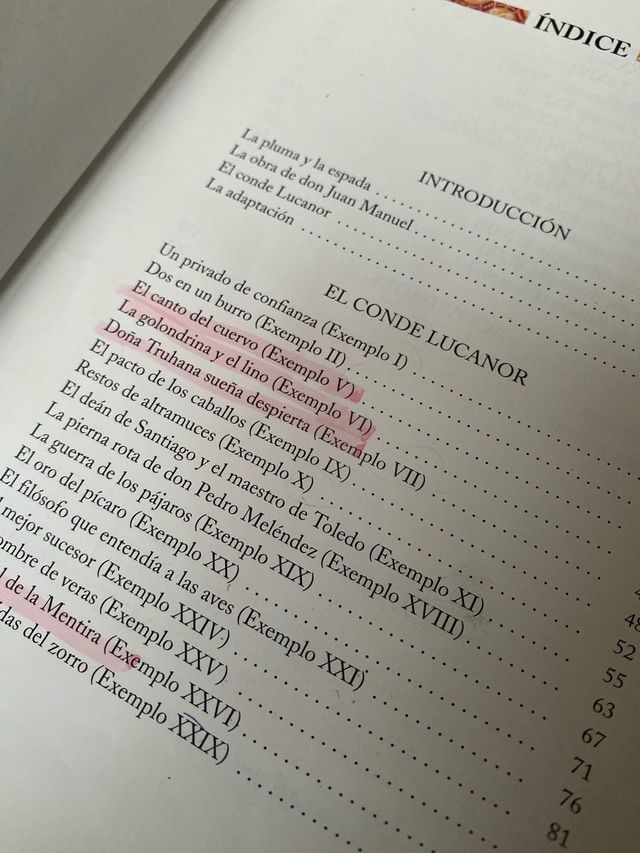 ÍNDICE
INTRODUCCIÓN
La pluma y la espada
La obra de don Juan Manuel
El conde Lucanor
La adaptación
EL CONDE LUCANOR
Un privado de confianza (Exemplo I)
Dos en un burro (Exemplo II)
El canto del cuervo (Exemplo V)
La golondrina y el lino (Exemplo VI)
Doña Truhana sueña despierta (Exemplo VII)
El pacto de los caballos (Exemplo IX)
Restos de altramuces (Exemplo X)
El deán de Santiago y el maestro de Toledo (Exemplo XI)
La pierna rota de don Pedro Meléndez (Exemplo XVIII)
La guerra de los pájaros (Exemplo XIX)
El oro del pícaro (Exemplo XX)
El filósofo que entendía a las aves (Exemplo XXI)
mejor sucesor (Exemplo XXIV)
de veras (Exemplo XXV)
de la Mentira (Exemplo XXVI)
del zorro (Exemplo XXIX)
48
52
55
63
67
71
76
81